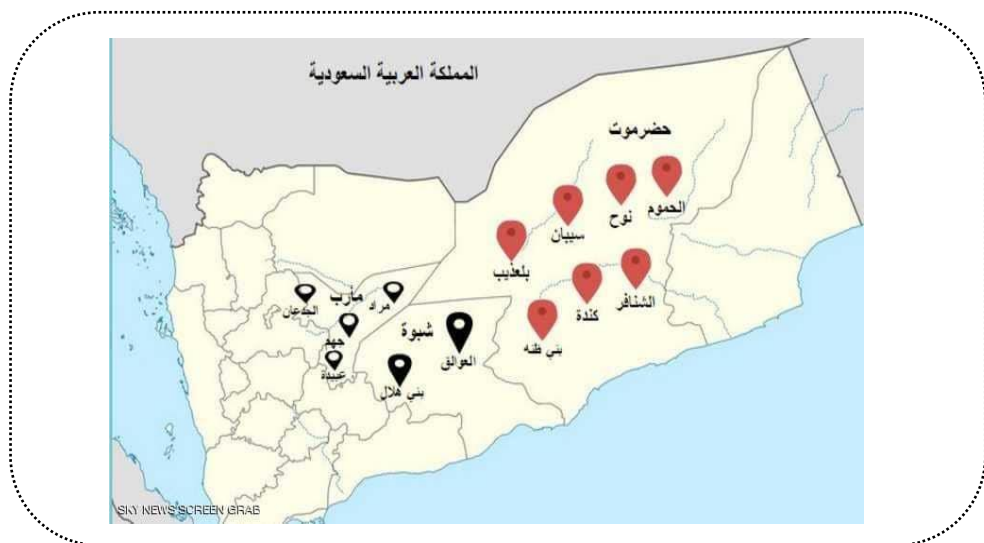 المملكة العربية السعودية
حضرموت
الحموم
نوح
سيبان
بلعذيب
الشنافر
كندة
بني ظنه
مأرب
مراد
الجدعان
جهم
عبيدة
شبوة
العوالق
بني هلال
SKY NEWS SCREEN GRAB